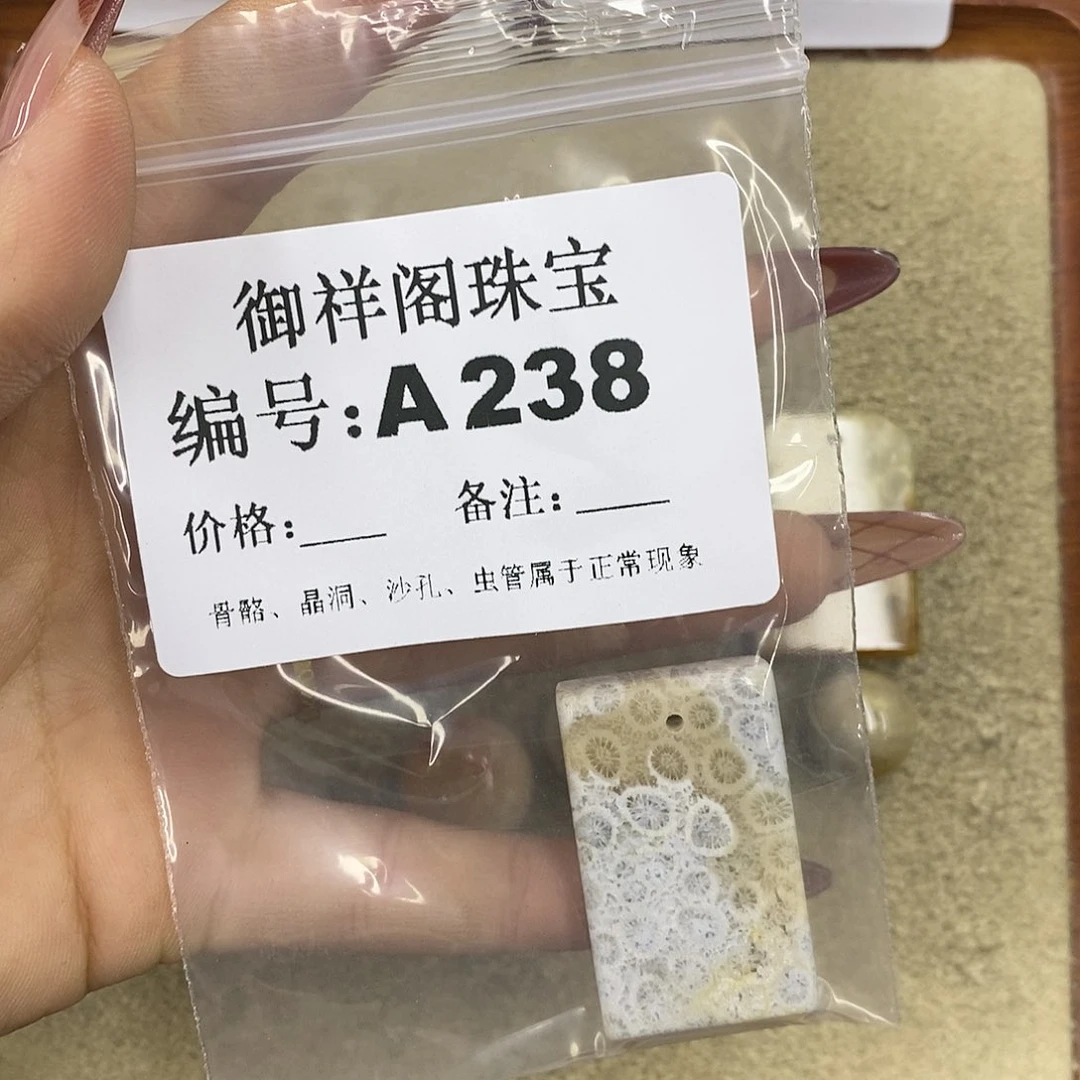 御祥阁珠宝
编号:A238
价格:___ 备注:____
骨骼、晶洞、沙孔、虫管属于正常现象